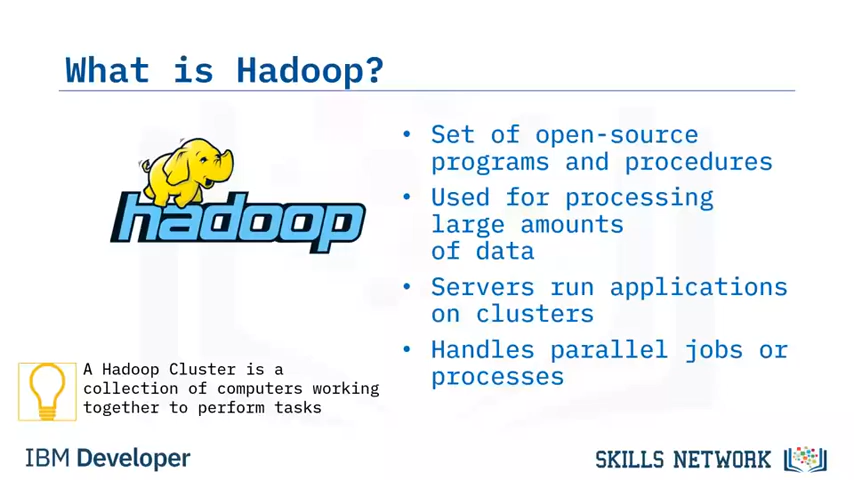 What is Hadoop?
hadoop
• Set of open-source
programs and procedures
• Used for processing
large amounts
of data
• Servers run applications
on clusters
• Handles parallel jobs or
processes
A Hadoop Cluster is a
collection of computers working
together to perform tasks
IBM Developer
SKILLS NETWORK